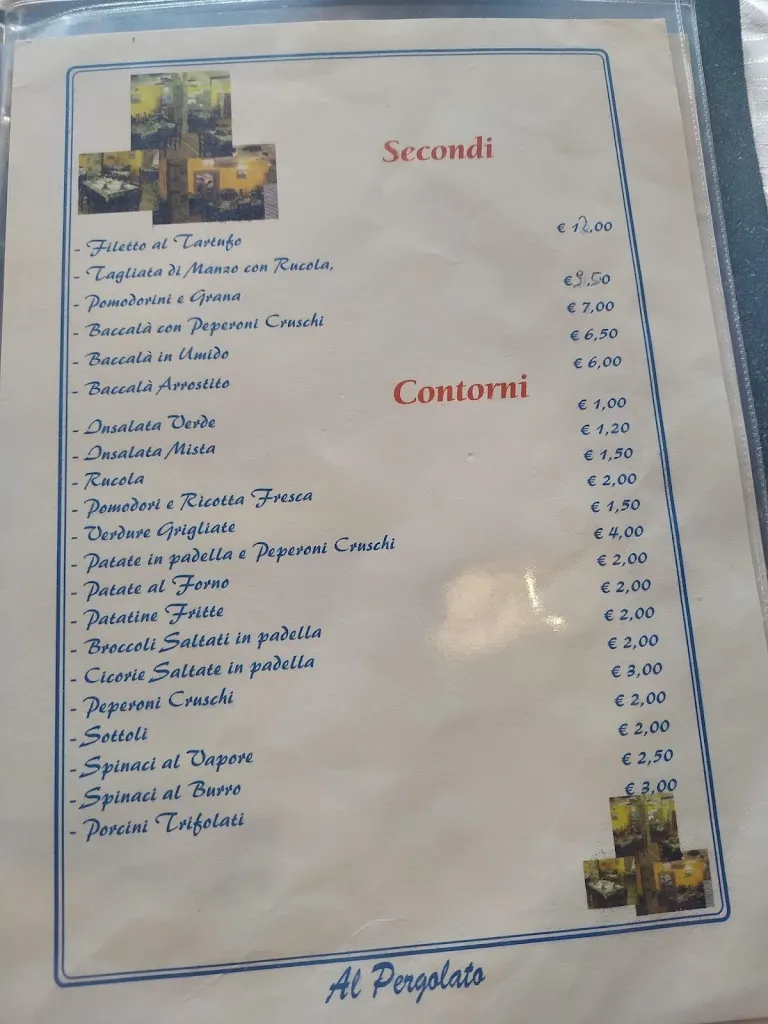 Secondi
- Filetto al Tartufo
- Tagliata di Manzo con Rucola,
- Pomodorini e Grana € 9,50
- Baccalà con Peperoni Cruschi € 7,00
- Baccalà in Umido € 6,50
- Baccalà Arrostito € 6,00
Contorni
- Insalata Verde € 1,00
- Insalata Mista € 1,20
- Rucola € 1,50
- Pomodori e Ricotta Fresca € 2,00
- Verdure Grigliate € 1,50
- Patate in padella e Peperoni Cruschi € 4,00
- Patate al Forno € 2,00
- Patatine Fritte € 2,00
- Broccoli Saltati in padella € 2,00
- Cicorie Saltate in padella € 2,00
- Peperoni Cruschi € 3,00
- Sottoli € 2,00
- Spinaci al Vapore € 2,00
- Spinaci al Burro € 2,50
- Porcini Trifolati € 3,00
Al Pergolato